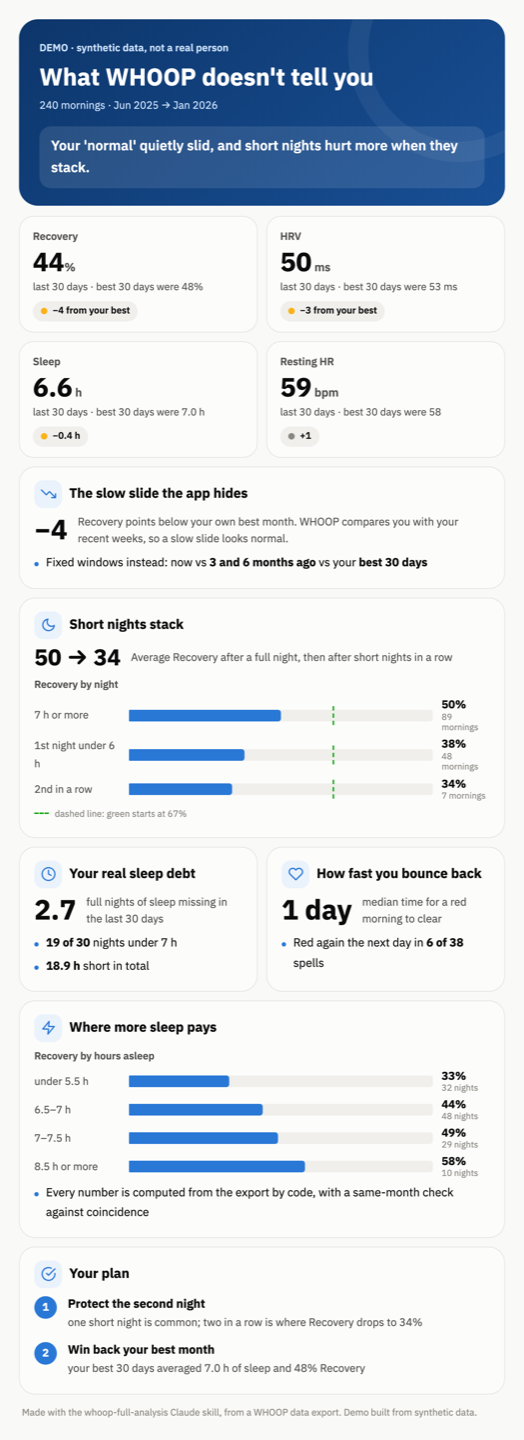 DEMO · synthetic data, not a real person
What WHOOP doesn't tell you
240 mornings · Jun 2025 → Jan 2026
Your 'normal' quietly slid, and short nights hurt more when they
stack.
Recovery
44%
last 30 days · best 30 days were 48%
−4 from your best
HRV
50 ms
last 30 days · best 30 days were 53 ms
−3 from your best
Sleep
6.6 h
last 30 days · best 30 days were 7.0 h
−0.4 h
Resting HR
59 bpm
last 30 days · best 30 days were 58
+1
The slow slide the app hides
−4
Recovery points below your own best month. WHOOP compares you with your
recent weeks, so a slow slide looks normal.
Fixed windows instead: now vs 3 and 6 months ago vs your best 30 days
Short nights stack
50 → 34
Average Recovery after a full night, then after short nights in a row
Recovery by night
7 h or more
50%
89
mornings
1st night under 6
h
38%
48
mornings
2nd in a row
34%
7 mornings
dashed line: green starts at 67%
Your real sleep debt
2.7
full nights of sleep missing in
the last 30 days
19 of 30 nights under 7 h
18.9 h short in total
How fast you bounce back
1 day
median time for a red
morning to clear
Red again the next day in 6 of 38
spells
Where more sleep pays
Recovery by hours asleep
under 5.5 h
33%
32 nights
6.5–7 h
44%
48 nights
7–7.5 h
49%
29 nights
8.5 h or more
58%
10 nights
Every number is computed from the export by code, with a same-month check
against coincidence
Your plan
1
Protect the second night
one short night is common; two in a row is where Recovery drops to 34%
2
Win back your best month
your best 30 days averaged 7.0 h of sleep and 48% Recovery
Made with the whoop-full-analysis Claude skill, from a WHOOP data export. Demo built from synthetic data.